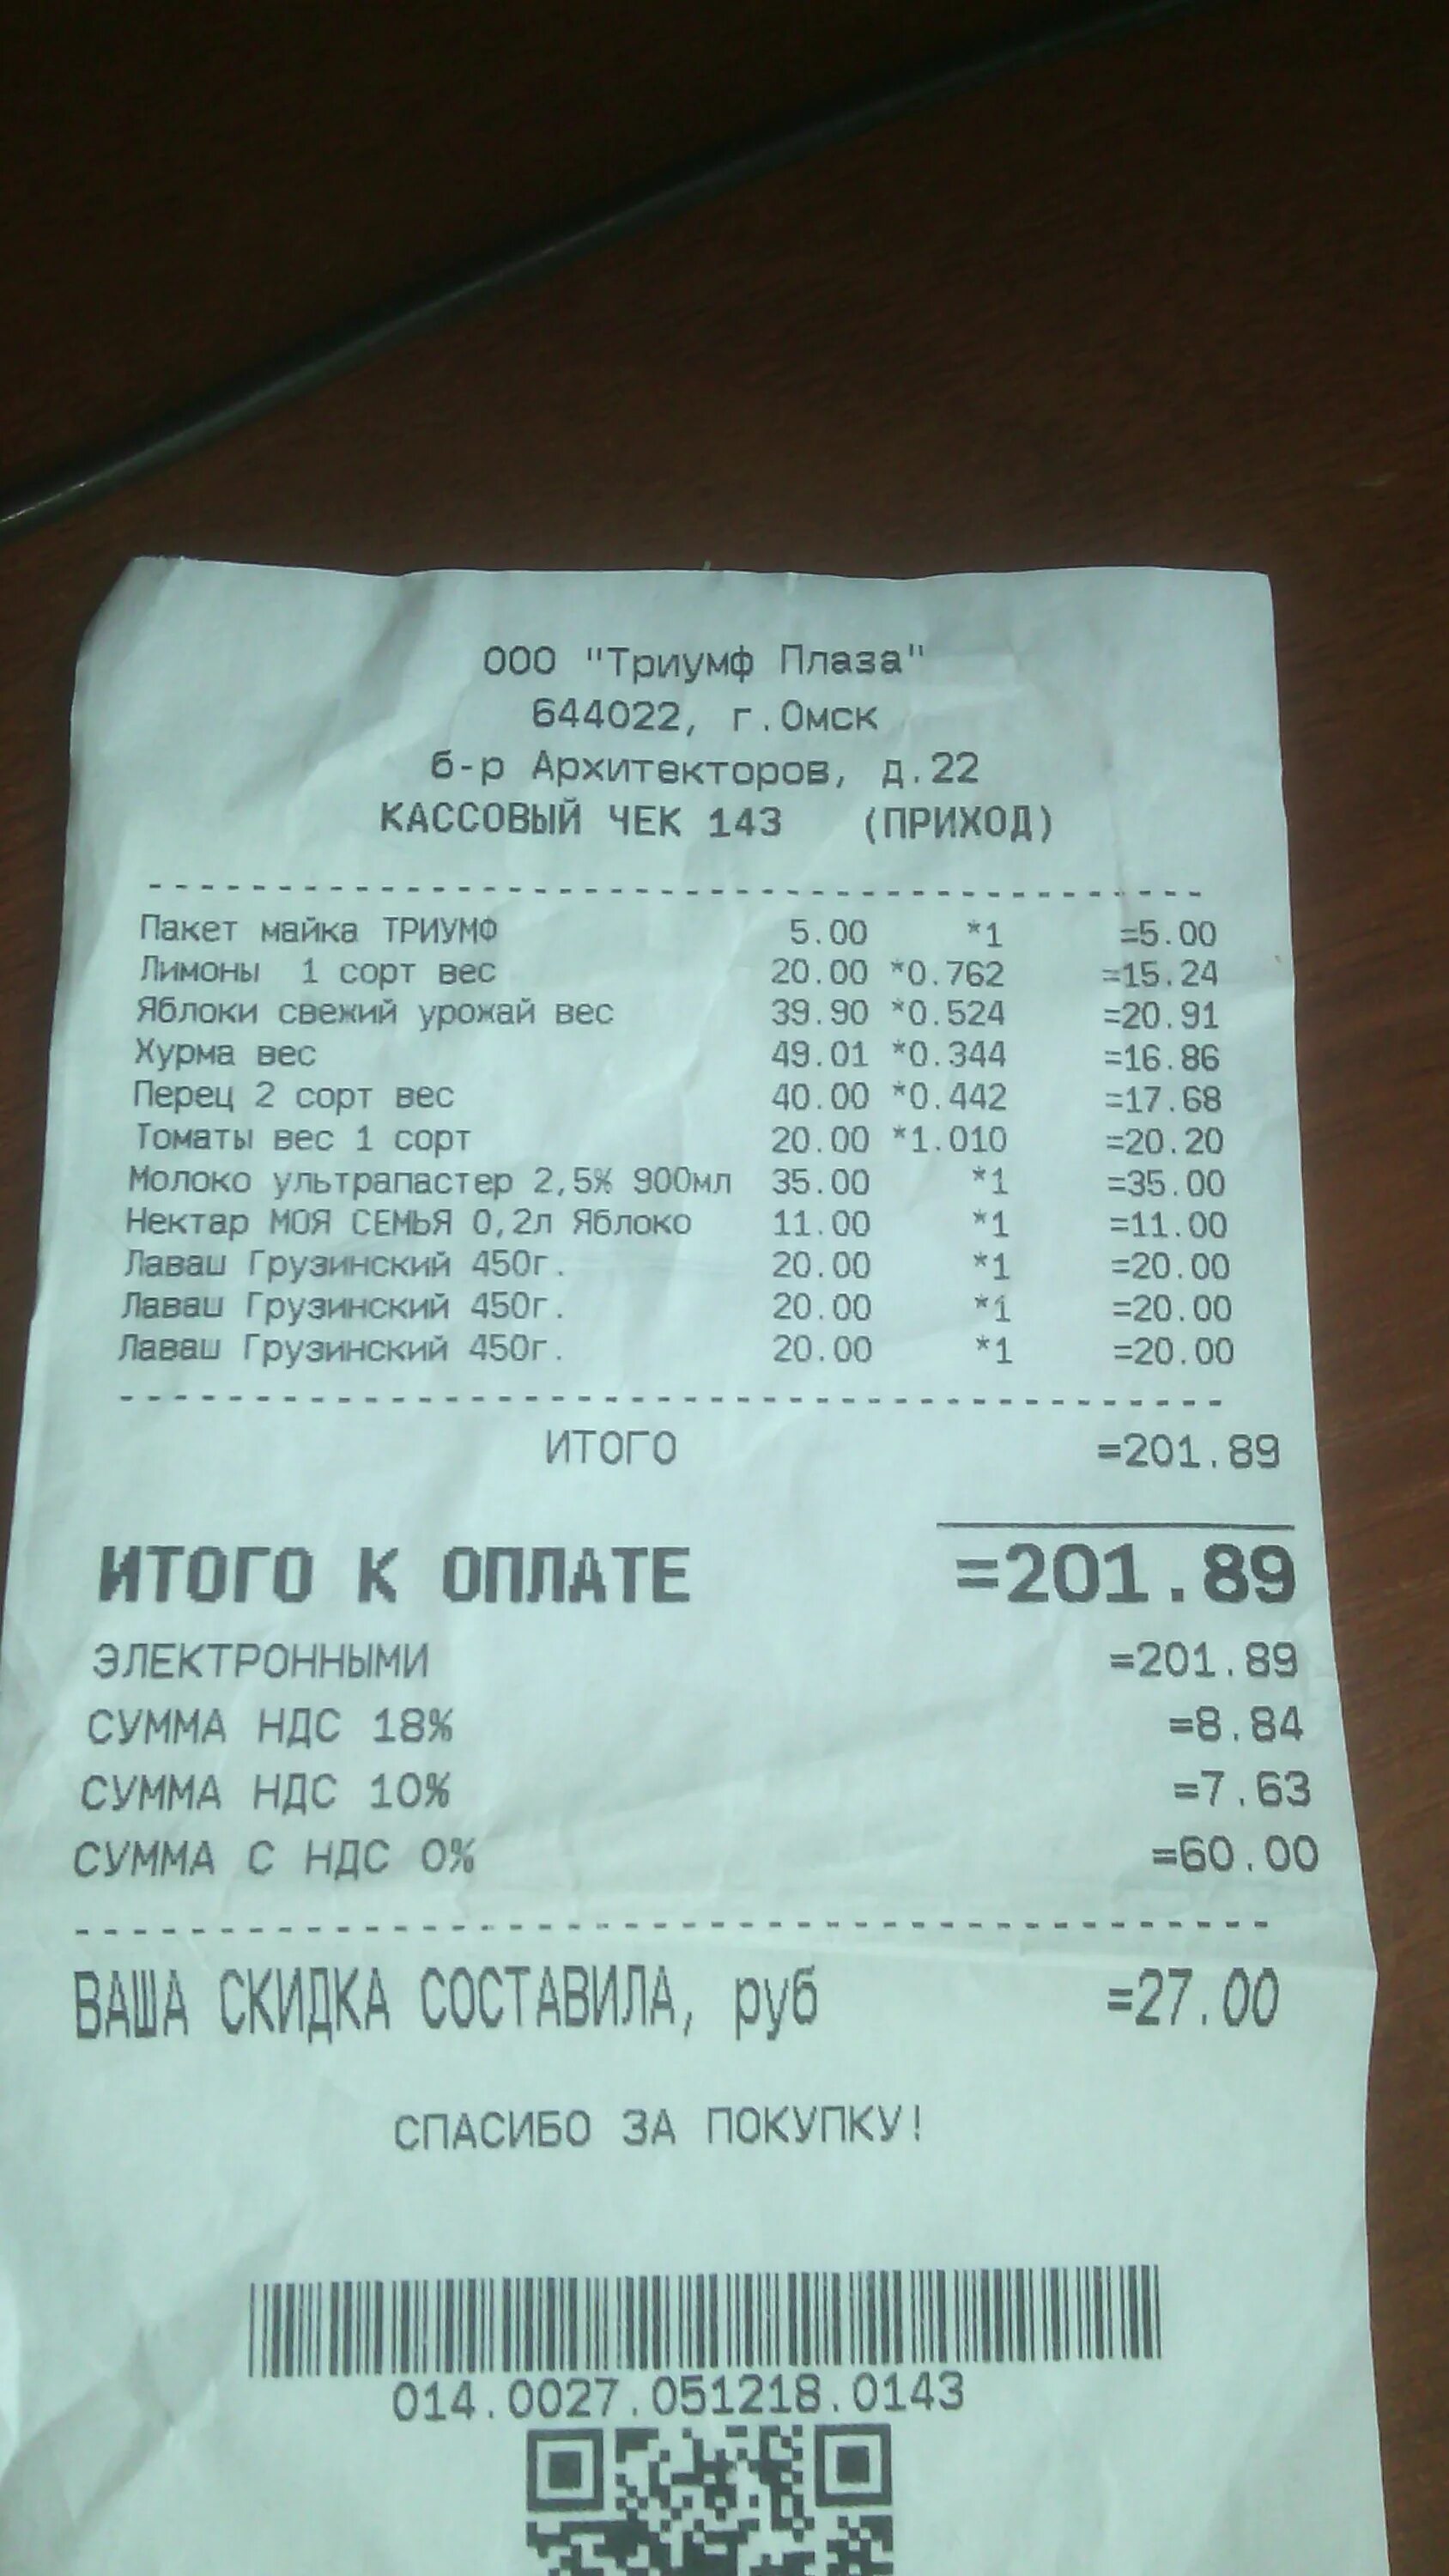 ООО "Триумф Плаза"
644022, г.Омск
б-р Архитекторов, д.22
КАССОВЫЙ ЧЕК 143 (ПРИХОД)
Пакет майка ТРИУМФ 5.00 *1 =5.00
Лимоны 1 сорт вес 20.00 *0.762 =15.24
Яблоки свежий урожай вес 39.90 *0.524 =20.91
Хурма вес 49.01 *0.344 =16.86
Перец 2 сорт вес 40.00 *0.442 =17.68
Томаты вес 1 сорт 20.00 *1.010 =20.20
Молоко ультрапастер 2,5% 900мл 35.00 *1 =35.00
Нектар МОЯ СЕМЬЯ 0,2л Яблоко 11.00 *1 =11.00
Лаваш Грузинский 450г. 20.00 *1 =20.00
Лаваш Грузинский 450г. 20.00 *1 =20.00
Лаваш Грузинский 450г. 20.00 *1 =20.00
ИТОГО =201.89
ИТОГО К ОПЛАТЕ =201.89
ЭЛЕКТРОННЫМИ =201.89
СУММА НДС 18% =8.84
СУММА НДС 10% =7.63
СУММА С НДС 0% =60.00
ВАША СКИДКА СОСТАВИЛА, руб =27.00
СПАСИБО ЗА ПОКУПКУ!
014.0027.051218.0143